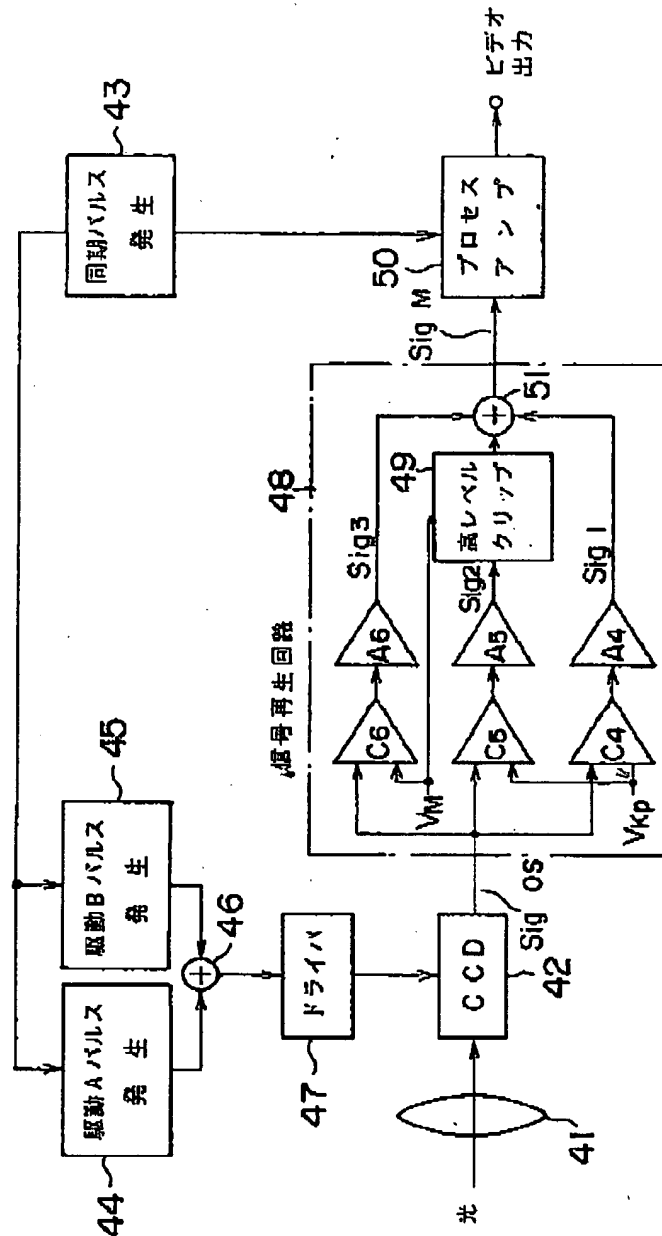 同期パルス
発生
43
駆動Bパルス
発生
45
駆動Aパルス
発生
44
46
ドライバ
47
光
41
CCD
42
Sig OS
信号再生回路
48
VM
VKp
C6
A6
Sig3
C5
A5
Sig2
C4
A4
Sig1
高レベル
クリップ
49
51
Sig M
プロセス
アンプ
50
ビデオ
出力